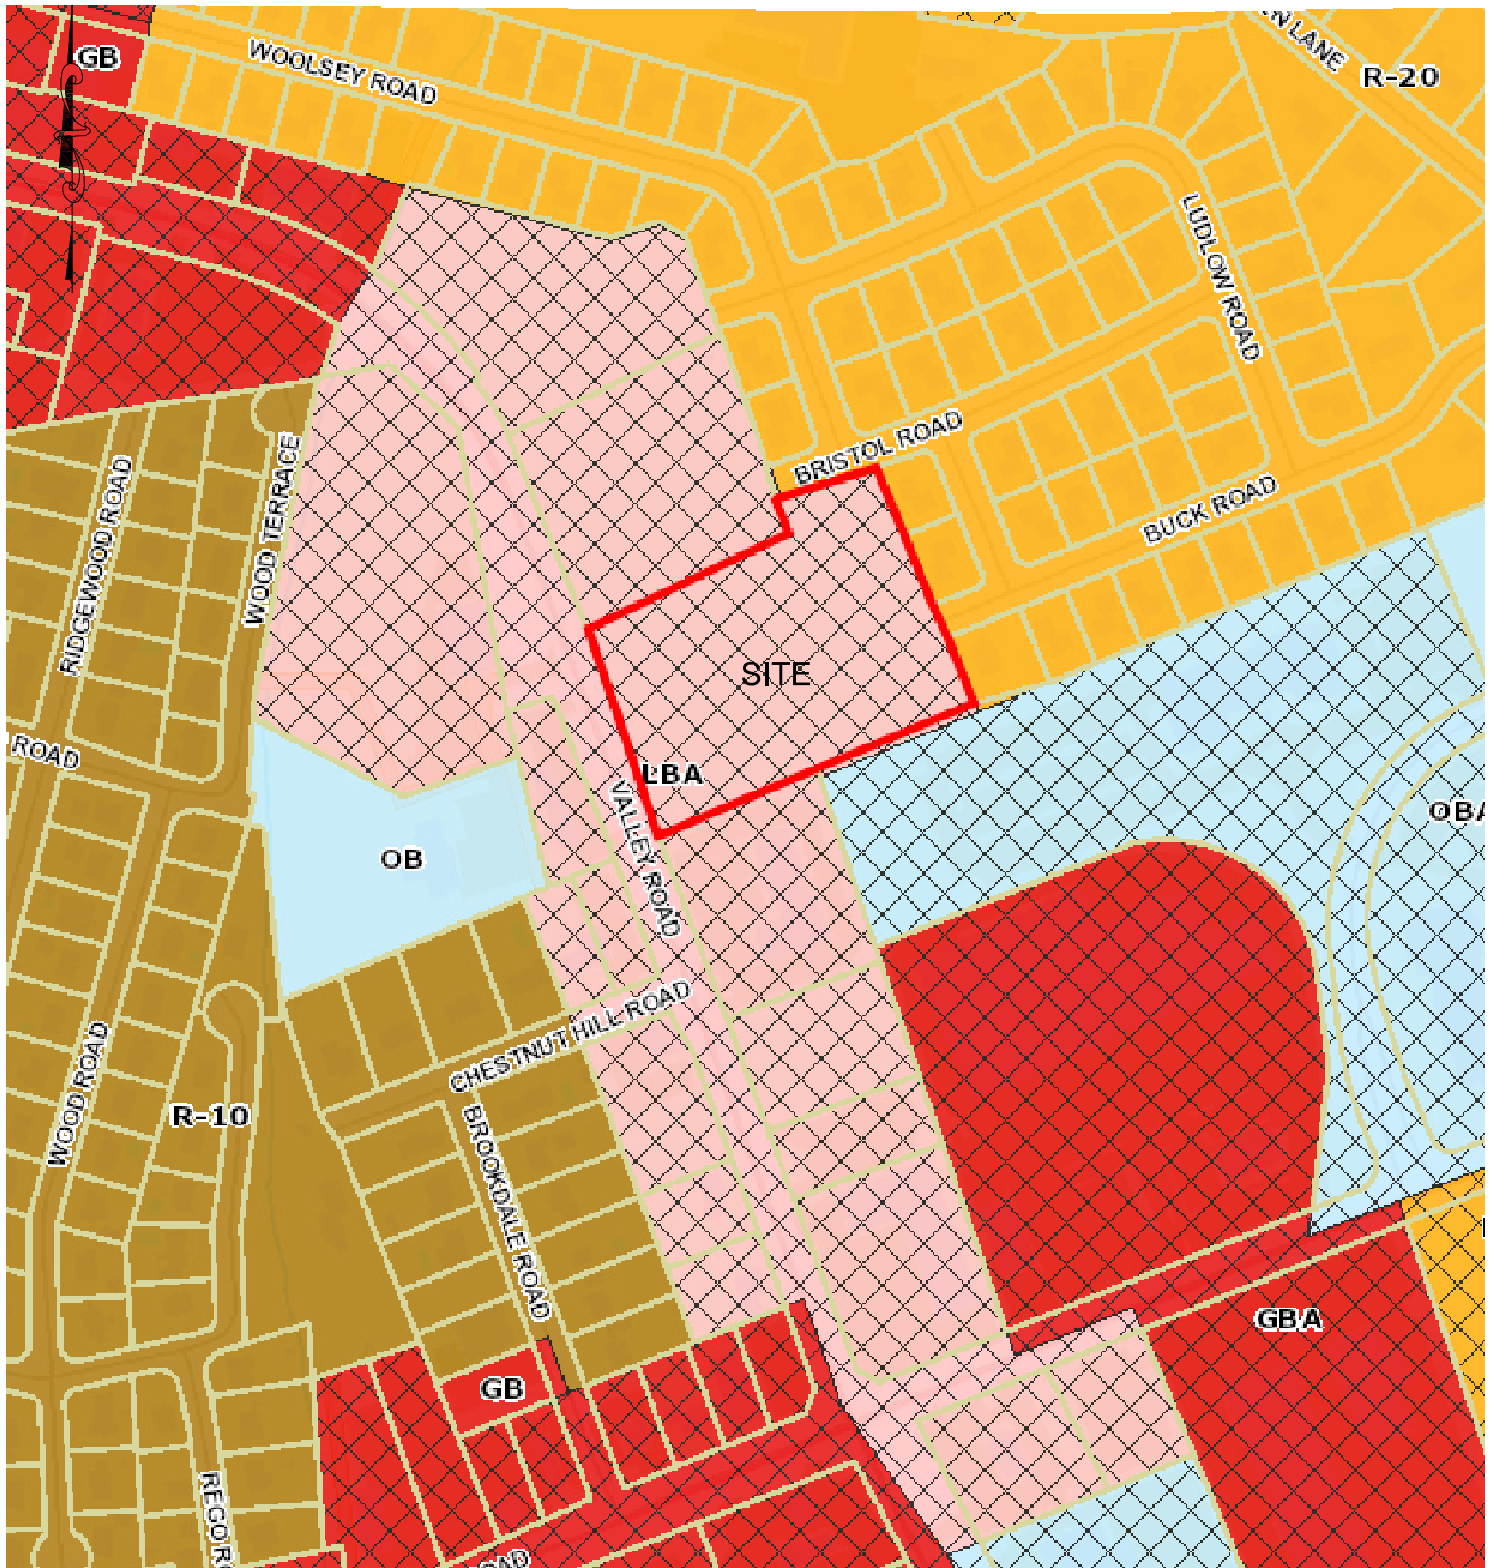 GB
WOOLSEY ROAD
R-20
LANE
LUDLOW ROAD
BRISTOL ROAD
BUCK ROAD
RIDGEWOOD ROAD
WOOD TERRACE
SITE
ROAD
LBA
VALLEY ROAD
OB
CHESTNUT HILL ROAD
WOOD ROAD
R-10
BROOKDALE ROAD
GBA
GB